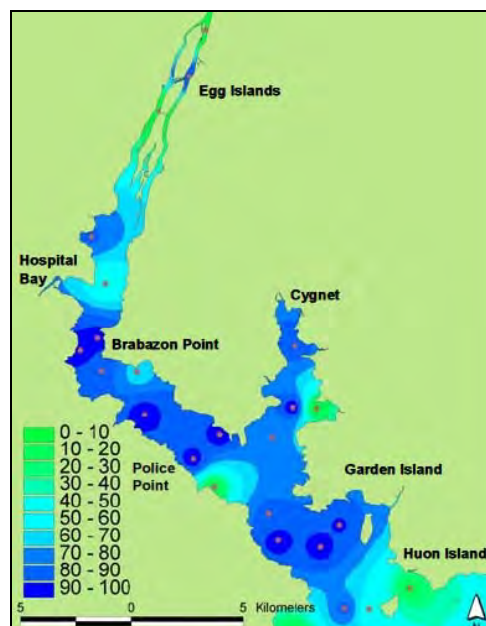 Egg Islands
Hospital
Bay
Cygnet
Brabazon Point
0 - 10
10 - 20
20 - 30
30 - 40
40 - 50
50 - 60
60 - 70
70 - 80
80 - 90
90 - 100
Police
Point
Garden Island
Huon Island
5 0 5 Kilometers
N